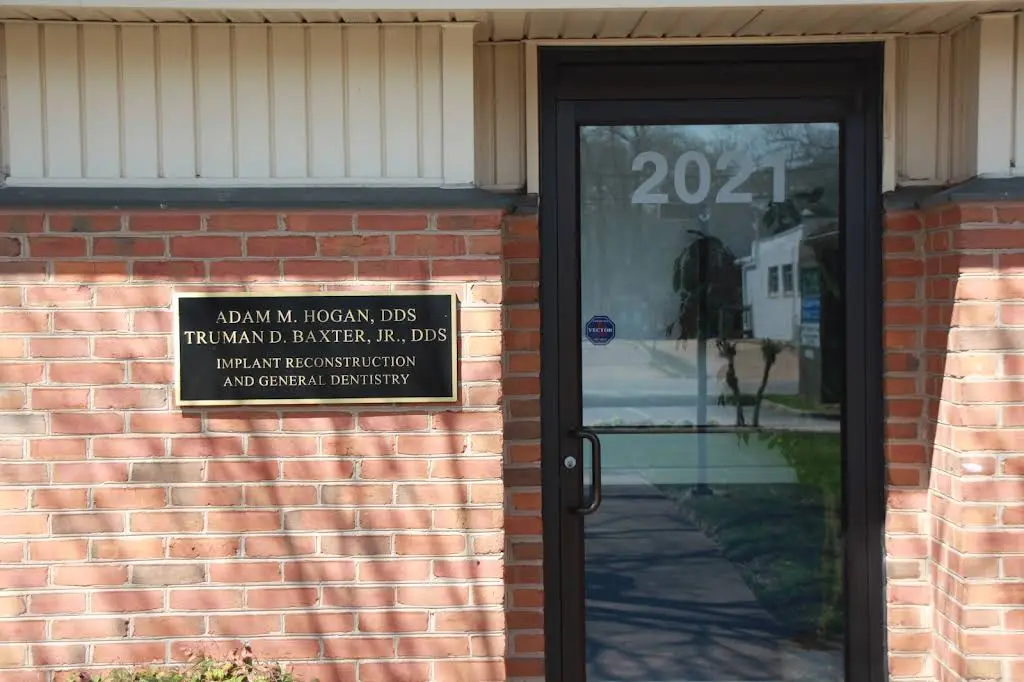 2021
ADAM M. HOGAN, DDS
TRUMAN D. BAXTER, JR., DDS
IMPLANT RECONSTRUCTION
AND GENERAL DENTISTRY
VECTOR